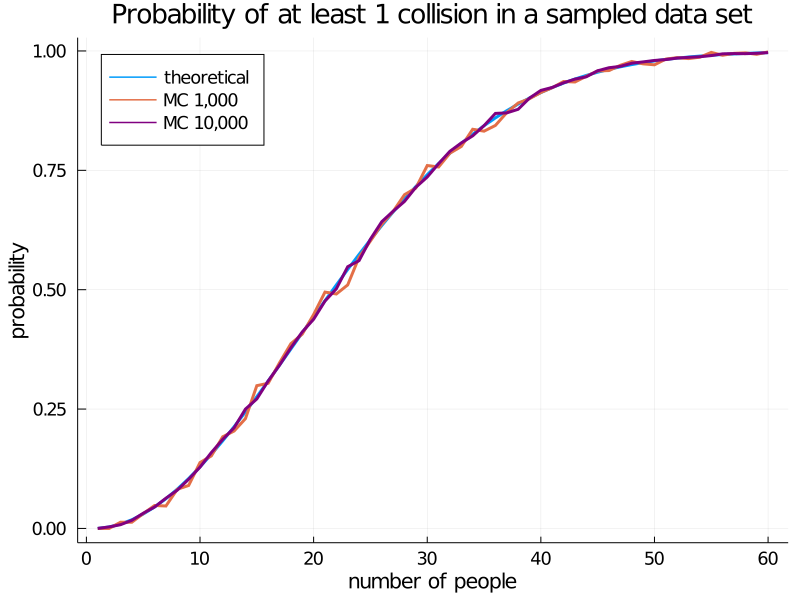 Probability of at least 1 collision in a sampled data set
1.00
theoretical
MC 1,000
MC 10,000
0.75
probability
0.50
0.25
0.00
0 10 20 30 40 50 60
number of people